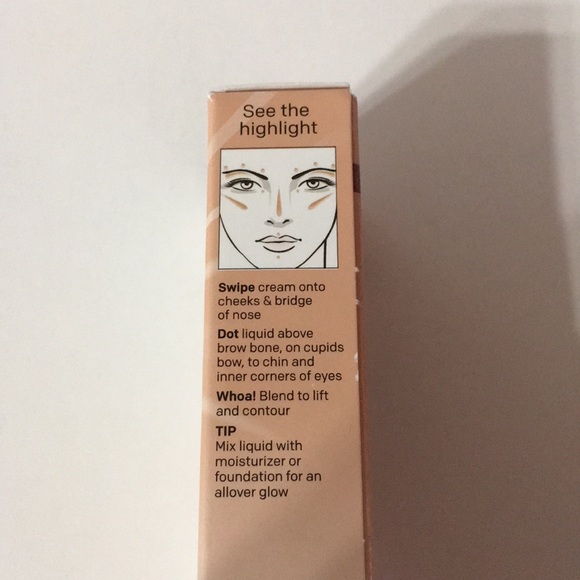 See the
highlight
Swipe cream onto
cheeks & bridge
of nose
Dot liquid above
brow bone, on cupids
bow, to chin and
inner corners of eyes
Whoa! Blend to lift
and contour
TIP
Mix liquid with
moisturizer or
foundation for an
allover glow